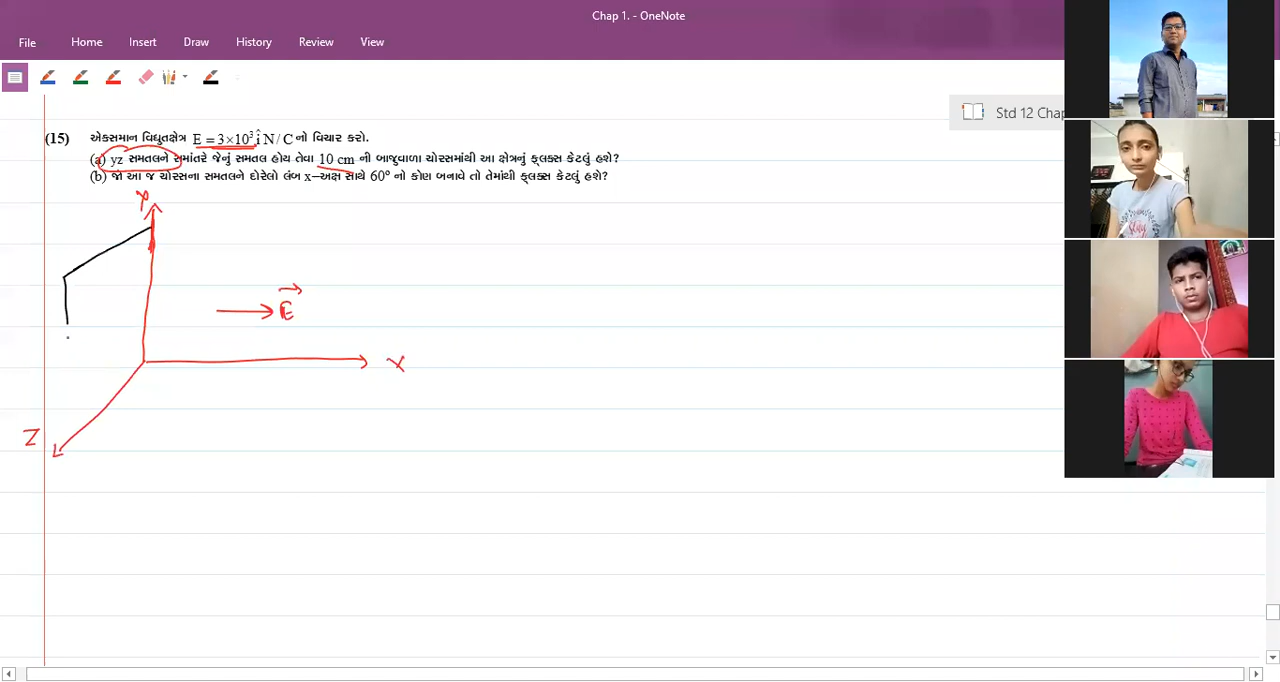 Chap 1. - OneNote
File Home Insert Draw History Review View
Std 12 Chap
(15) એકસમાન વિદ્યુતક્ષેત્ર E = 3×10³ î N / C નો વિચાર કરો.
(a) yz સમતલને સમાંતરે જેનું સમતલ હોય તેવા 10 cm ની બાજુવાળા ચોરસમાંથી આ ક્ષેત્રનું ફ્લક્સ કેટલું હશે?
(b) જો આ જ ચોરસના સમતલને દોરેલો લંબ x–અક્ષ સાથે 60° નો કોણ બનાવે તો તેમાંથી ફ્લક્સ કેટલું હશે?
Y
E
X
Z